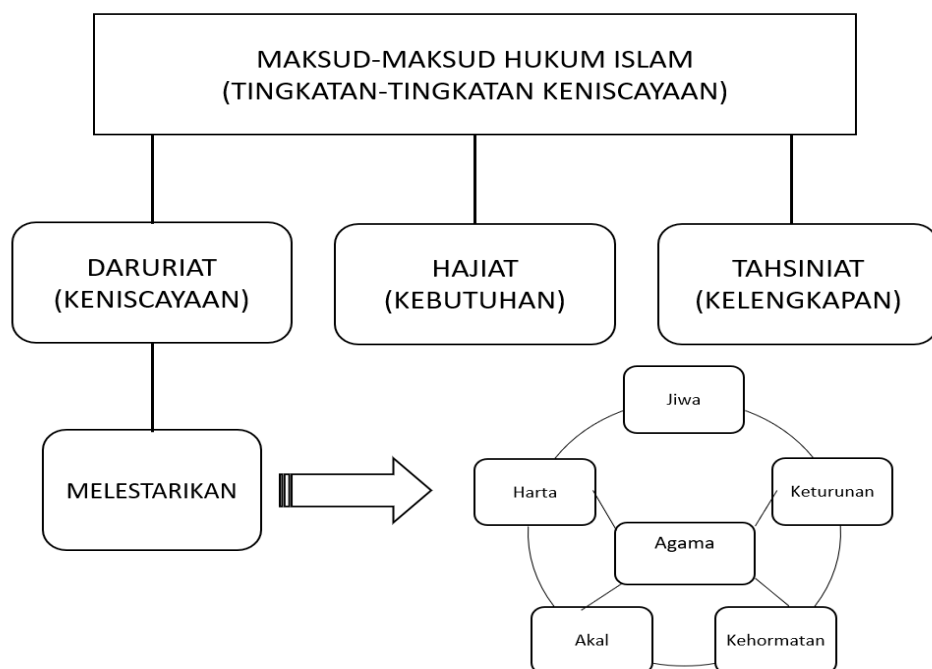 MAKSUD-MAKSUD HUKUM ISLAM
(TINGKATAN-TINGKATAN KENISCAYAAN)
DARURIAT
(KENISCAYAAN)
HAJIAT
(KEBUTUHAN)
TAHSINIAT
(KELENGKAPAN)
MELESTARIKAN
Jiwa
Harta
Keturunan
Agama
Akal
Kehormatan